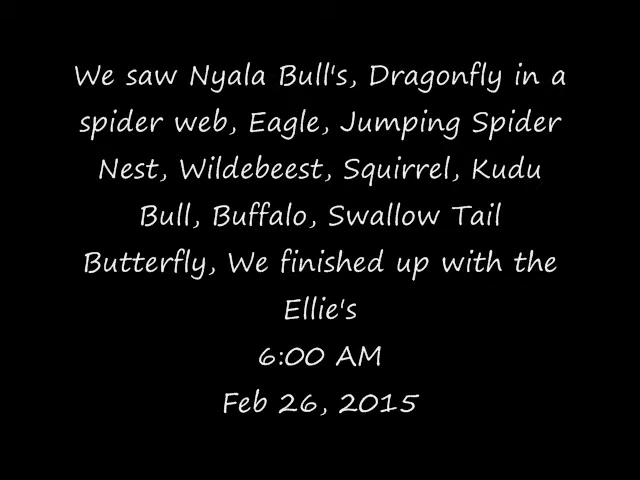 We saw Nyala Bull's, Dragonfly in a
spider web, Eagle, Jumping Spider
Nest, Wildebeest, Squirrel, Kudu
Bull, Buffalo, Swallow Tail
Butterfly, We finished up with the
Ellie's
6:00 AM
Feb 26, 2015